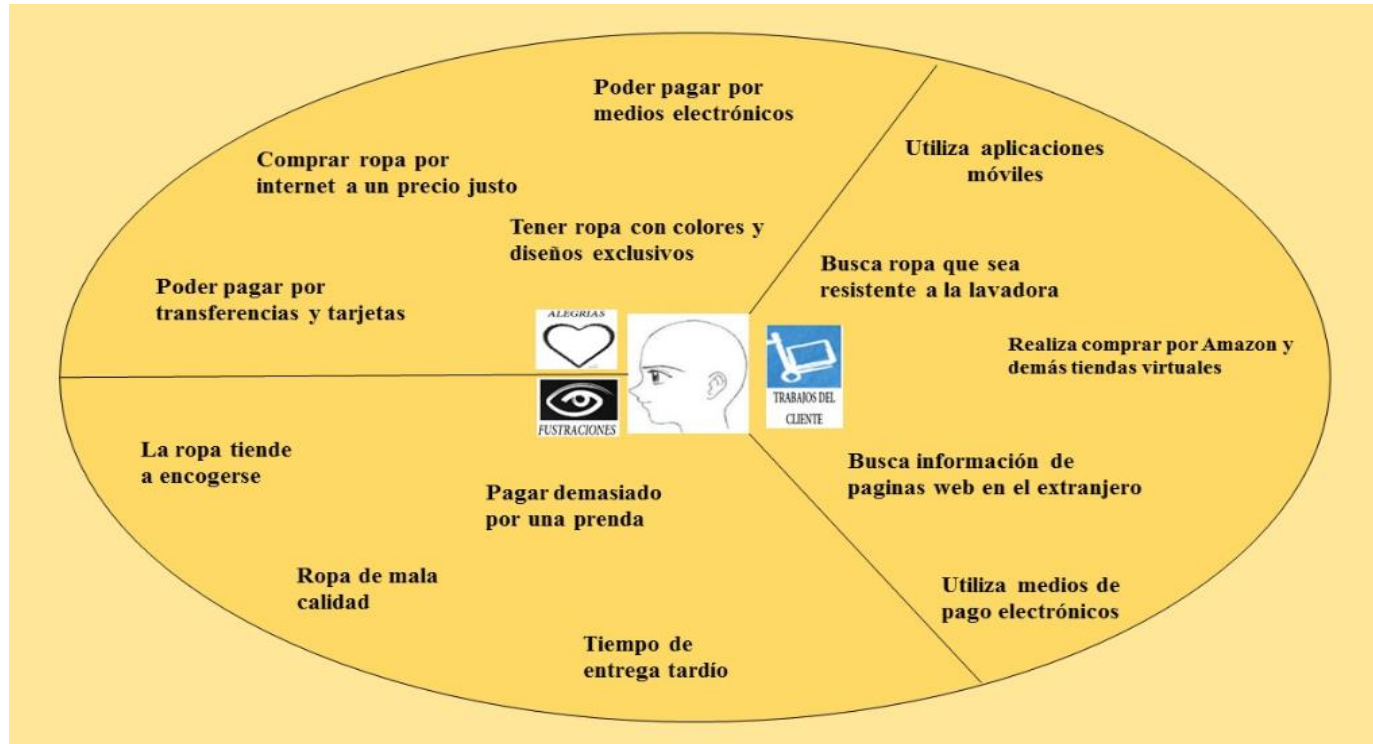 Poder pagar por
medios electrónicos
Comprar ropa por
internet a un precio justo
Tener ropa con colores y
diseños exclusivos
Poder pagar por
transferencias y tarjetas
ALEGRIAS
FUSTRACIONES
La ropa tiende
a encogerse
Pagar demasiado
por una prenda
Ropa de mala
calidad
Tiempo de
entrega tardío
Utiliza aplicaciones
móviles
Busca ropa que sea
resistente a la lavadora
Realiza comprar por Amazon y
demás tiendas virtuales
TRABAJOS DEL
CLIENTE
Busca información de
paginas web en el extranjero
Utiliza medios de
pago electrónicos